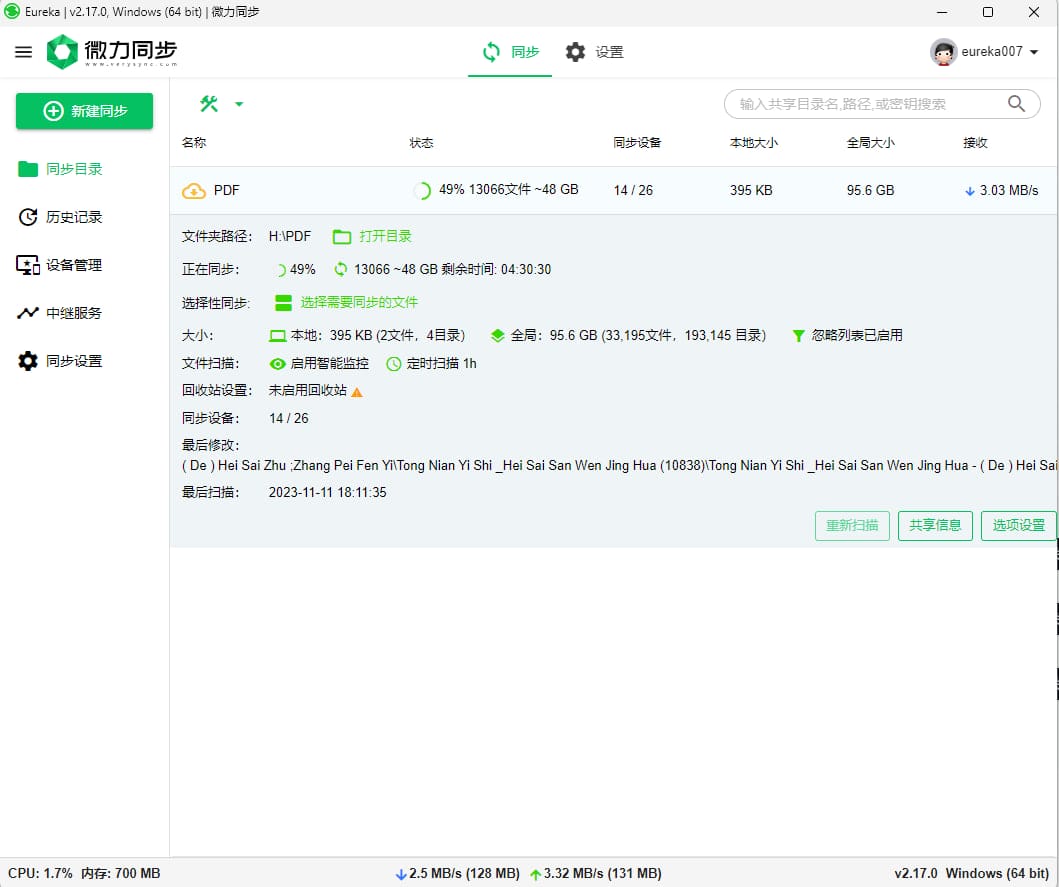 Eureka | v2.17.0, Windows (64 bit) | 微力同步
微力同步
www.verysync.com
同步
设置
eureka007
新建同步
输入共享目录名,路径,或密钥搜索
同步目录
历史记录
设备管理
中继服务
同步设置
名称 状态 同步设备 本地大小 全局大小 接收
PDF 49% 13066文件 ~48 GB 14 / 26 395 KB 95.6 GB 3.03 MB/s
文件夹路径: H:\PDF 打开目录
正在同步: 49% 13066 ~48 GB 剩余时间: 04:30:30
选择性同步: 选择需要同步的文件
大小: 本地: 395 KB (2文件, 4目录) 全局: 95.6 GB (33,195文件, 193,145 目录) 忽略列表已启用
文件扫描: 启用智能监控 定时扫描 1h
回收站设置: 未启用回收站
同步设备: 14 / 26
最后修改:
( De ) Hei Sai Zhu ;Zhang Pei Fen Yi\Tong Nian Yi Shi _Hei Sai San Wen Jing Hua (10838)\Tong Nian Yi Shi _Hei Sai San Wen Jing Hua - ( De ) Hei Sai
最后扫描: 2023-11-11 18:11:35
重新扫描 共享信息 选项设置
CPU: 1.7% 内存: 700 MB 2.5 MB/s (128 MB) 3.32 MB/s (131 MB) v2.17.0 Windows (64 bit)